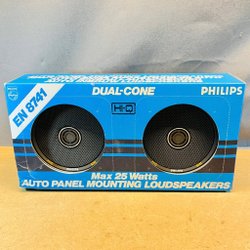 DUAL-CONE
PHILIPS
HI-Q
EN 8741
Max 25 Watts
AUTO PANEL MOUNTING LOUDSPEAKERS